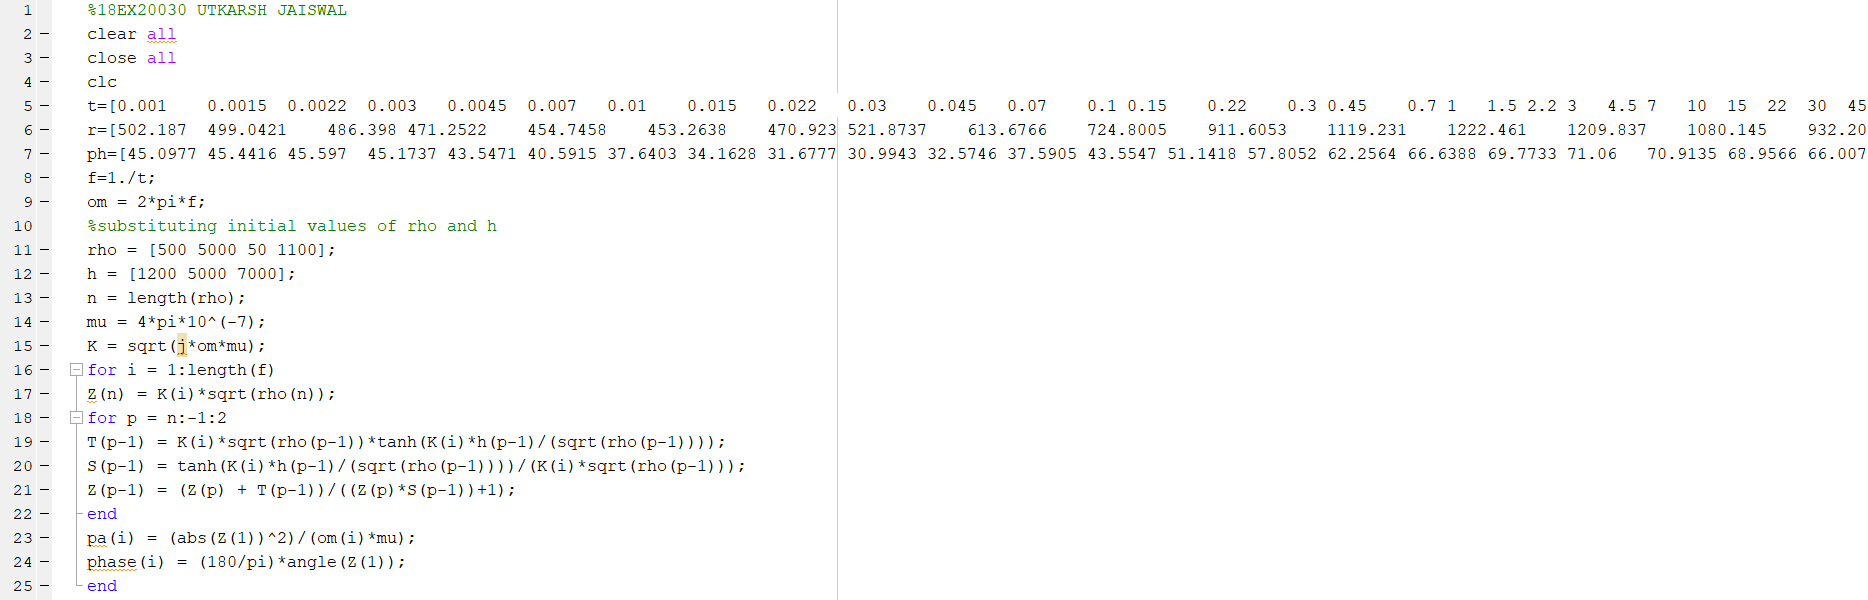 1 %18EX20030 UTKARSH JAISWAL
2 clear all
3 close all
4 clc
5 t=[0.001 0.0015 0.0022 0.003 0.0045 0.007 0.01 0.015 0.022 0.03 0.045 0.07 0.1 0.15 0.22 0.3 0.45 0.7 1 1.5 2.2 3 4.5 7 10 15 22 30 45
6 r=[502.187 499.0421 486.398 471.2522 454.7458 453.2638 470.923 521.8737 613.6766 724.8005 911.6053 1119.231 1222.461 1209.837 1080.145 932.20
7 ph=[45.0977 45.4416 45.597 45.1737 43.5471 40.5915 37.6403 34.1628 31.6777 30.9943 32.5746 37.5905 43.5547 51.1418 57.8052 62.2564 66.6388 69.7733 71.06 70.9135 68.9566 66.007
8 f=1./t;
9 om = 2*pi*f;
10 %substituting initial values of rho and h
11 rho = [500 5000 50 1100];
12 h = [1200 5000 7000];
13 n = length(rho);
14 mu = 4*pi*10^(-7);
15 K = sqrt(j*om*mu);
16 for i = 1:length(f)
17 Z(n) = K(i)*sqrt(rho(n));
18 for p = n:-1:2
19 T(p-1) = K(i)*sqrt(rho(p-1))*tanh(K(i)*h(p-1)/(sqrt(rho(p-1))));
20 S(p-1) = tanh(K(i)*h(p-1)/(sqrt(rho(p-1))))/(K(i)*sqrt(rho(p-1)));
21 Z(p-1) = (Z(p) + T(p-1))/((Z(p)*S(p-1))+1);
22 end
23 pa(i) = (abs(Z(1))^2)/(om(i)*mu);
24 phase(i) = (180/pi)*angle(Z(1));
25 end